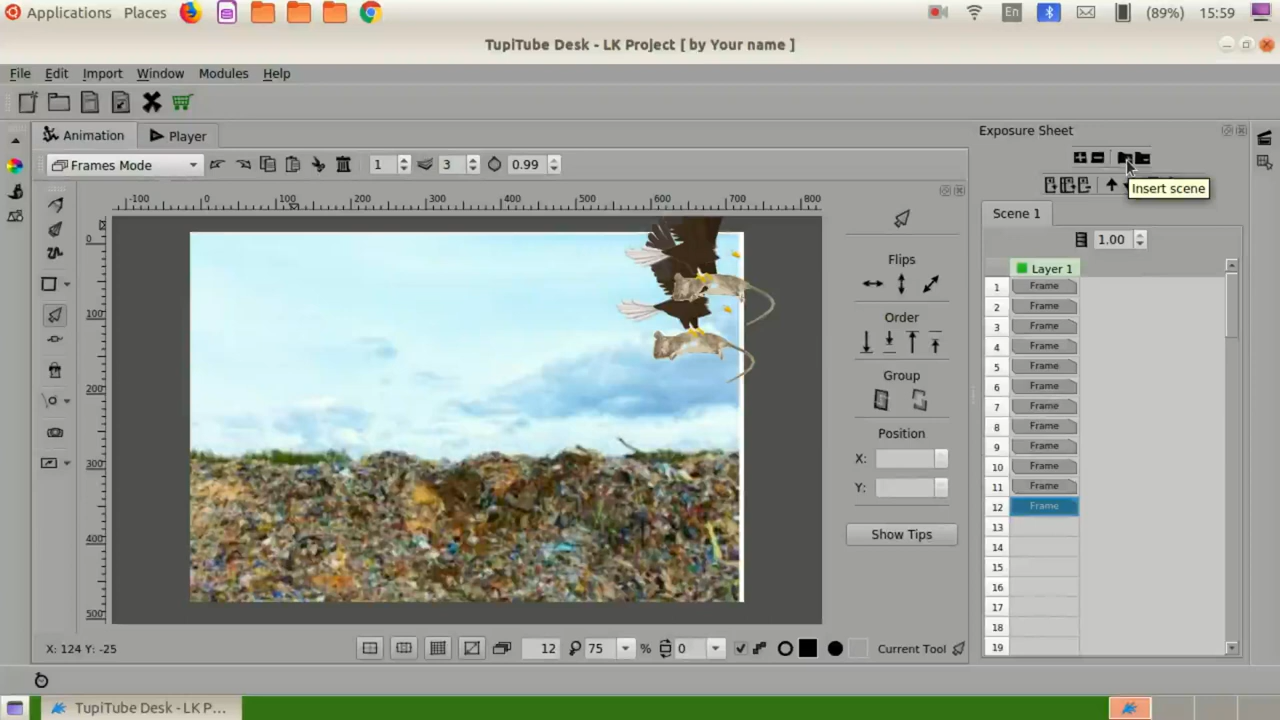 Applications Places En (89%) 15:59
TupiTube Desk - LK Project [ by Your name ]
File Edit Import Window Modules Help
Animation Player
Exposure Sheet
Frames Mode 1 3 0.99
Insert scene
-100 0 100 200 300 400 500 600 700 800
Scene 1
1.00
Layer 1
0
100
200
300
400
500
Flips
Order
Group
Position
X:
Y:
Show Tips
1 Frame
2 Frame
3 Frame
4 Frame
5 Frame
6 Frame
7 Frame
8 Frame
9 Frame
10 Frame
11 Frame
12 Frame
13
14
15
16
17
18
19
X: 124 Y: -25 12 75 % 0 Current Tool
TupiTube Desk - LK P...